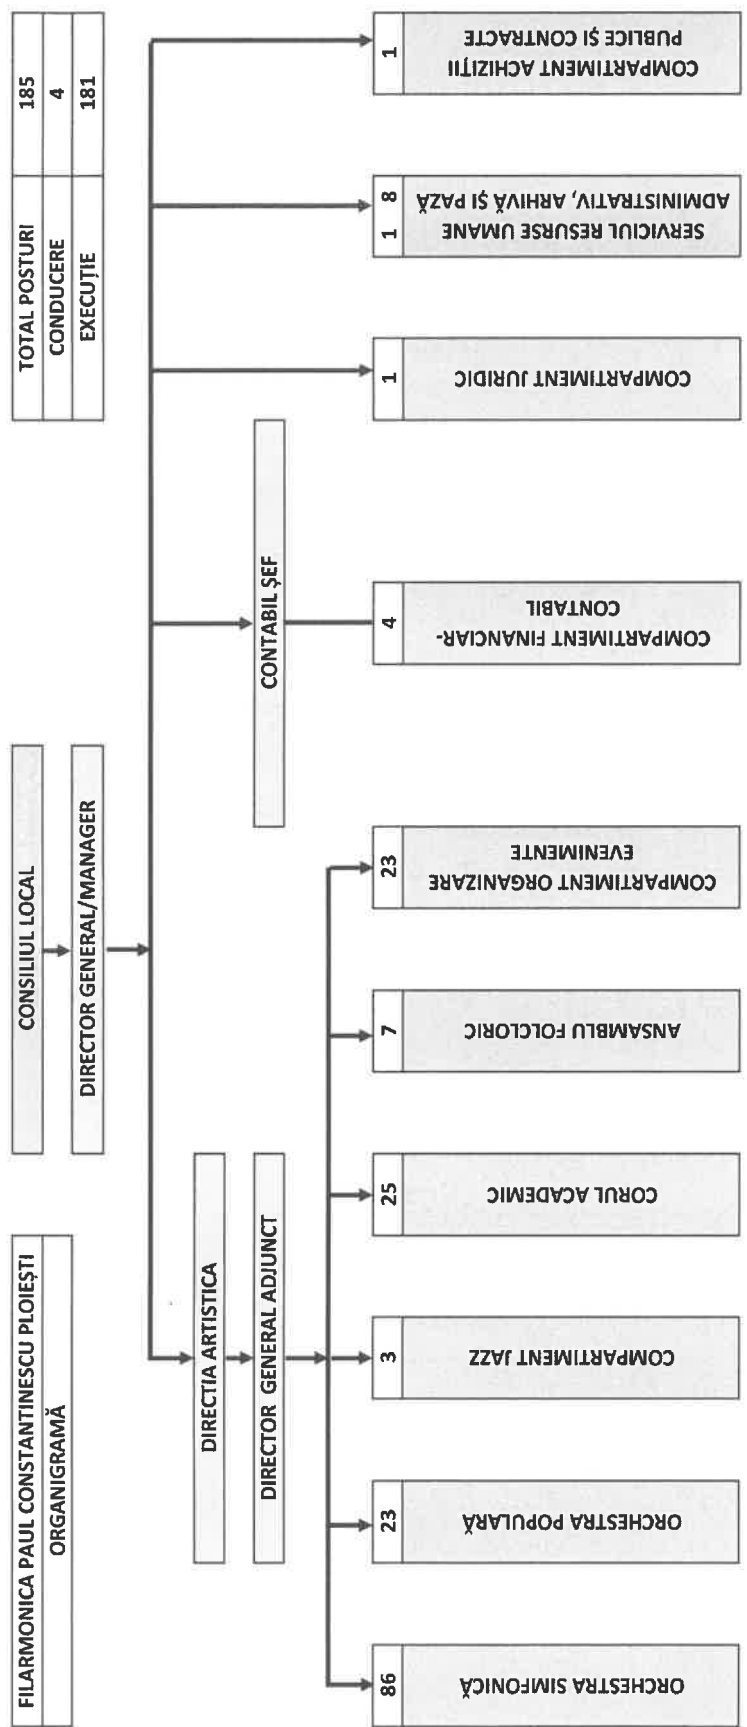 FILARMONICA PAUL CONSTANTINESCU PLOIEȘTI
ORGANIGRAMĂ
CONSILIUL LOCAL
DIRECTOR GENERAL/MANAGER
TOTAL POSTURI 185
CONDUCERE 4
EXECUȚIE 181
DIRECTIA ARTISTICA
DIRECTOR GENERAL ADJUNCT
CONTABIL ȘEF
86
ORCHESTRA SIMFONICĂ
23
ORCHESTRA POPULARĂ
3
COMPARTIMENT JAZZ
25
CORUL ACADEMIC
7
ANSAMBLU FOLCLORIC
23
COMPARTIMENT ORGANIZARE
EVENIMENTE
4
COMPARTIMENT FINANCIAR-
CONTABIL
1
COMPARTIMENT JURIDIC
1 8
SERVICIUL RESURSE UMANE
ADMINISTRATIV, ARHIVĂ ȘI PAZĂ
1
COMPARTIMENT ACHIZIȚII
PUBLICE ȘI CONTRACTE